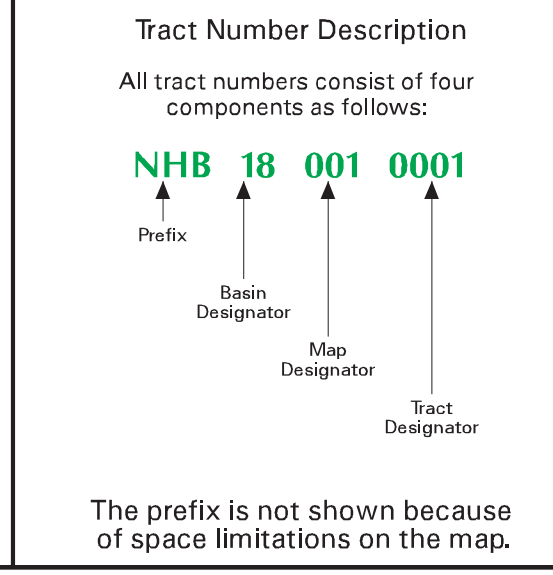 Tract Number Description
All tract numbers consist of four
components as follows:
NHB 18 001 0001
Prefix
Basin
Designator
Map
Designator
Tract
Designator
The prefix is not shown because
of space limitations on the map.